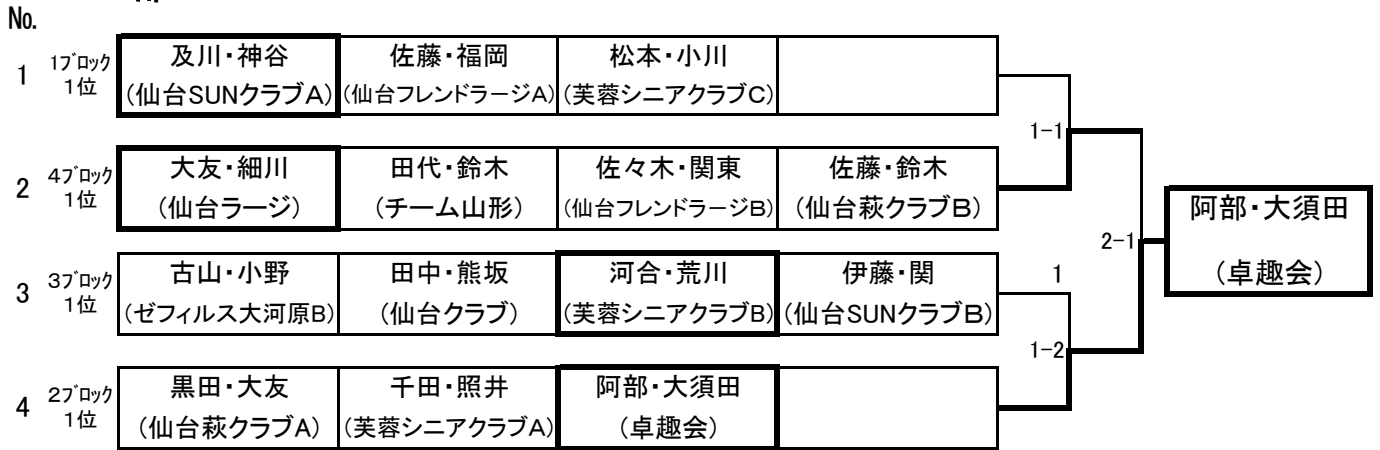 No.
1 1ブロック 1位 及川・神谷 (仙台SUNクラブA) 佐藤・福岡 (仙台フレンドラージA) 松本・小川 (芙蓉シニアクラブC)
1-1
2 4ブロック 1位 大友・細川 (仙台ラージ) 田代・鈴木 (チーム山形) 佐々木・関東 (仙台フレンドラージB) 佐藤・鈴木 (仙台萩クラブB)
2-1
阿部・大須田
(卓趣会)
3 3ブロック 1位 古山・小野 (ゼフィルス大河原B) 田中・熊坂 (仙台クラブ) 河合・荒川 (芙蓉シニアクラブB) 伊藤・関 (仙台SUNクラブB)
1
1-2
4 2ブロック 1位 黒田・大友 (仙台萩クラブA) 千田・照井 (芙蓉シニアクラブA) 阿部・大須田 (卓趣会)